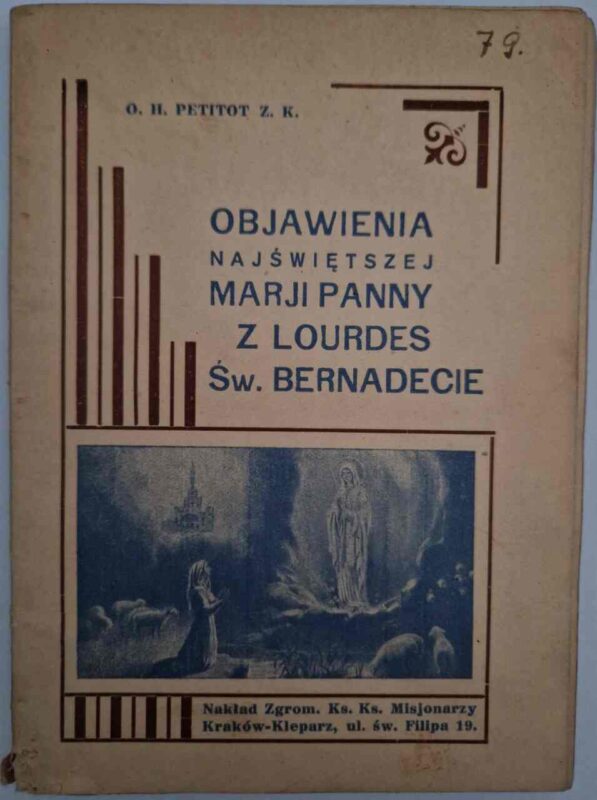 79.
O. H. PETITOT Z. K.
OBJAWIENIA
NAJŚWIĘTSZEJ
MARJI PANNY
Z LOURDES
ŚW. BERNADECIE
Nakład Zgrom. Ks. Ks. Misjonarzy
Kraków-Kleparz, ul. św. Filipa 19.